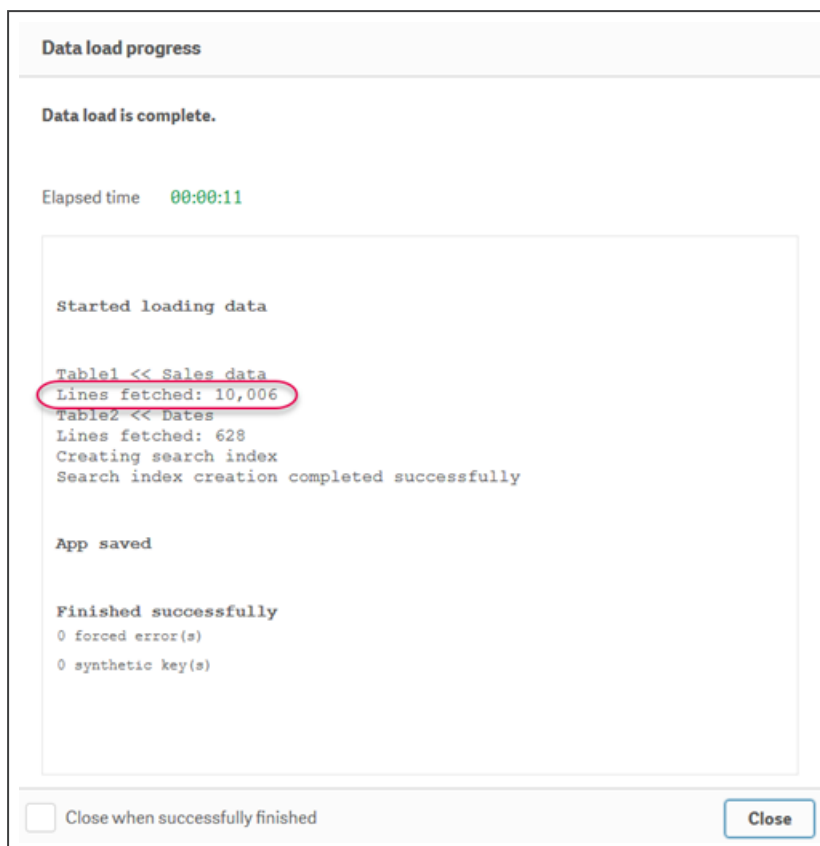 Data load progress
Data load is complete.
Elapsed time 00:00:11
Started loading data
Table1 << Sales data
Lines fetched: 10,006
Table2 << Dates
Lines fetched: 628
Creating search index
Search index creation completed successfully
App saved
Finished successfully
0 forced error(s)
0 synthetic key(s)
Close when successfully finished
Close